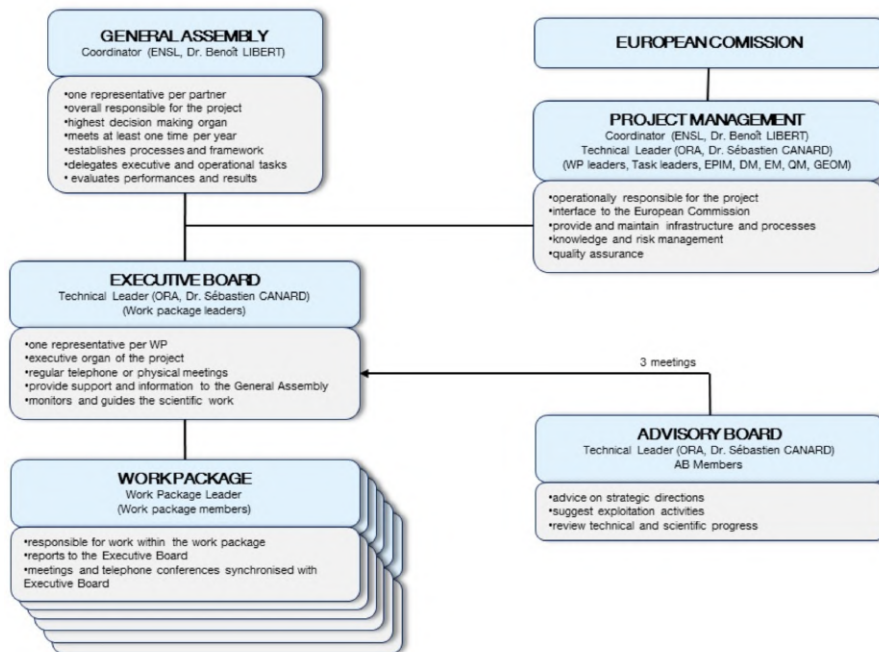 GENERAL ASSEMBLY
Coordinator (ENSL, Dr. Benoît LIBERT)
•one representative per partner
•overall responsible for the project
•highest decision making organ
•meets at least one time per year
•establishes processes and framework
•delegates executive and operational tasks
• evaluates performances and results
EUROPEAN COMISSION
PROJECT MANAGEMENT
Coordinator (ENSL, Dr. Benoît LIBERT)
Technical Leader (ORA, Dr. Sébastien CANARD)
(WP leaders, Task leaders, EPIM, DM, EM, QM, GEOM)
•operationally responsible for the project
•interface to the European Commission
•provide and maintain infrastructure and processes
•knowledge and risk management
•quality assurance
EXECUTIVE BOARD
Technical Leader (ORA, Dr. Sébastien CANARD)
(Work package leaders)
•one representative per WP
•executive organ of the project
•regular telephone or physical meetings
•provide support and information to the General Assembly
•monitors and guides the scientific work
3 meetings
ADVISORY BOARD
Technical Leader (ORA, Dr. Sébastien CANARD)
AB Members
•advice on strategic directions
•suggest exploitation activities
•review technical and scientific progress
WORK PACKAGE
Work Package Leader
(Work package members)
•responsible for work within the work package
•reports to the Executive Board
•meetings and telephone conferences synchronised with
Executive Board